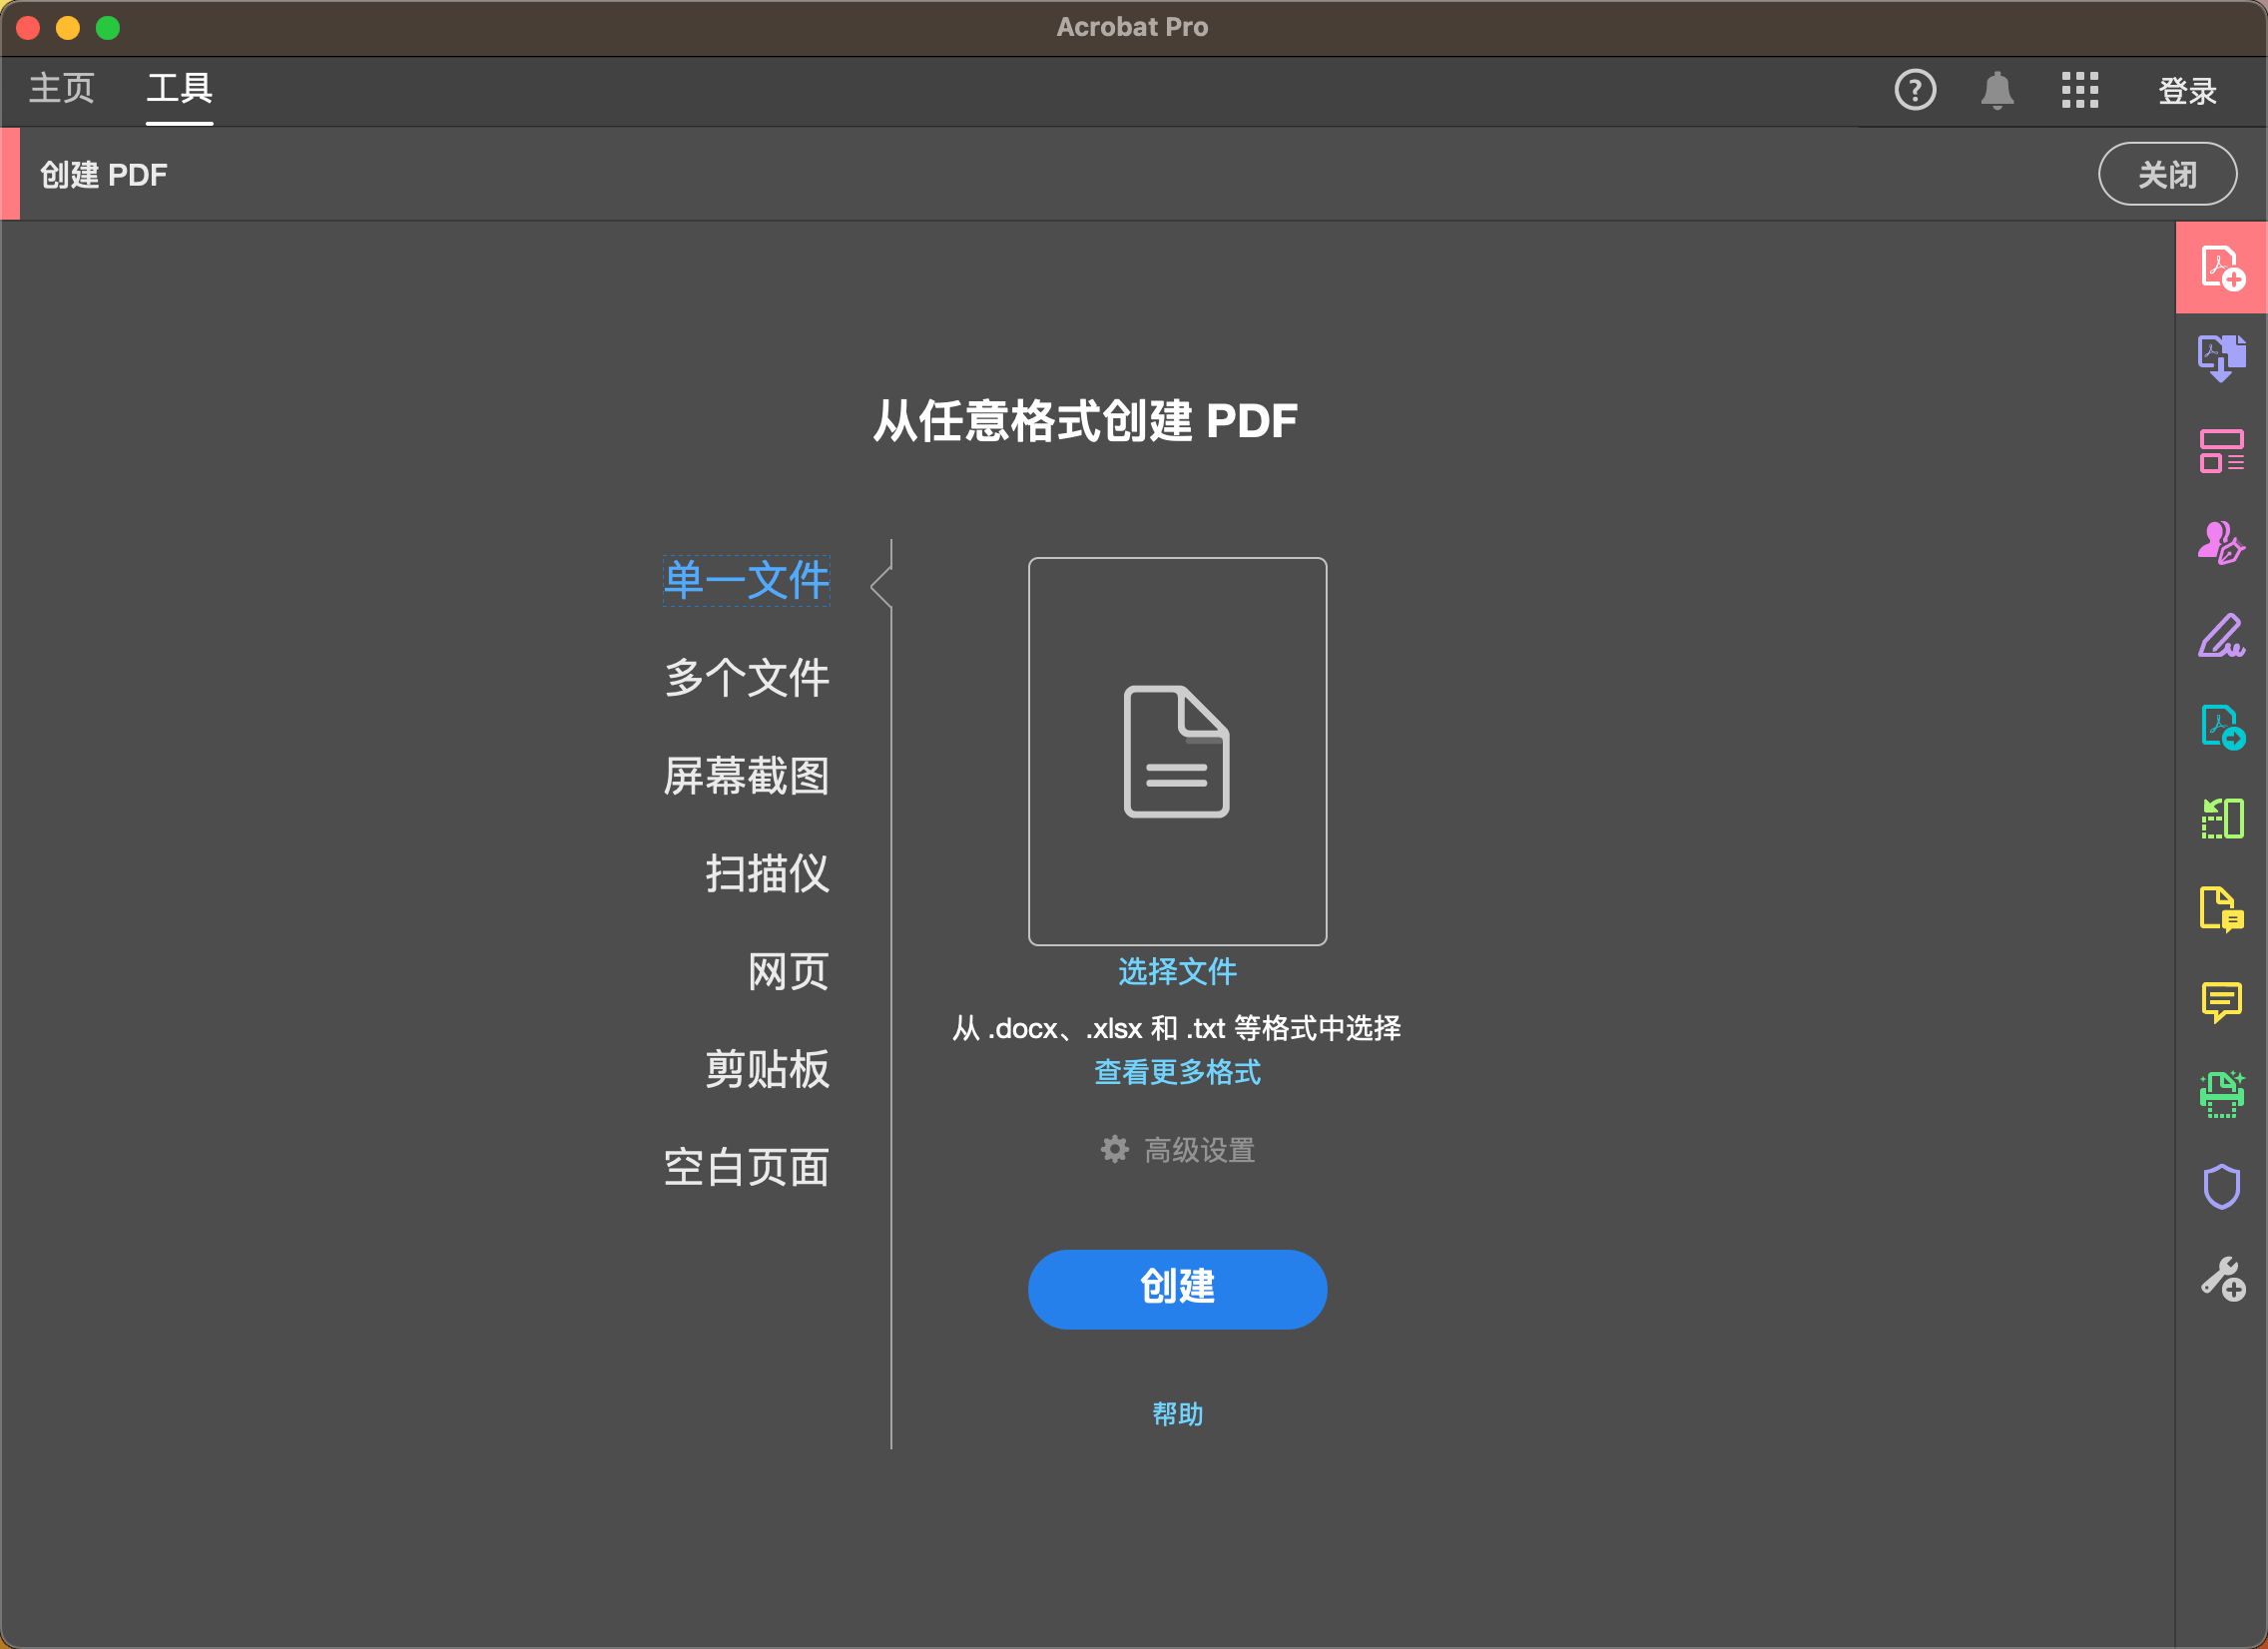 Acrobat Pro
主页
工具
登录
创建 PDF
关闭
从任意格式创建 PDF
单一文件
多个文件
屏幕截图
扫描仪
网页
剪贴板
空白页面
选择文件
从 .docx、.xlsx 和 .txt 等格式中选择
查看更多格式
高级设置
创建
帮助